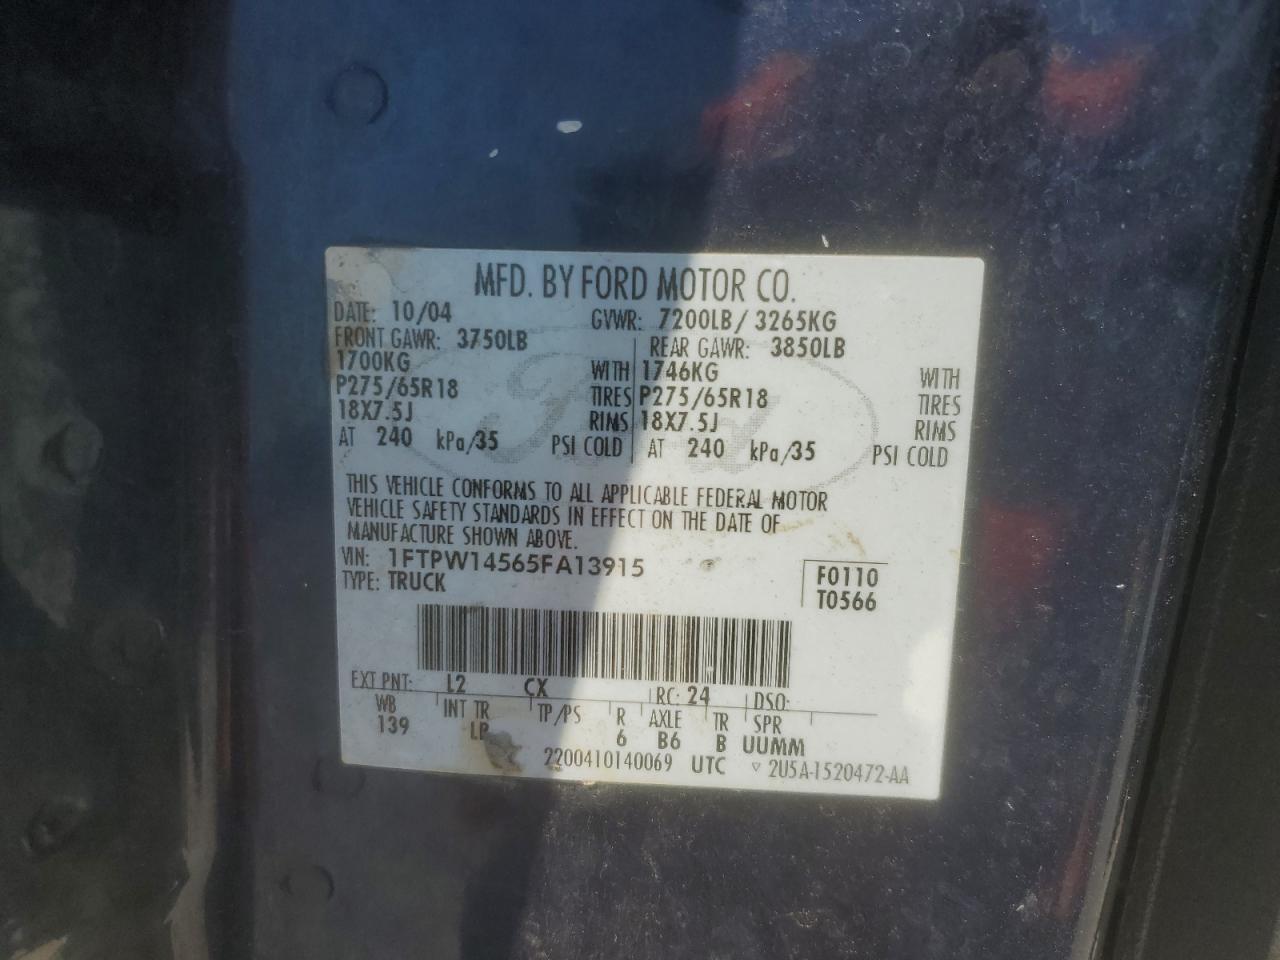 MFD. BY FORD MOTOR CO.
DATE: 10/04 GVWR: 7200LB/ 3265KG
FRONT GAWR: 3750LB REAR GAWR: 3850LB
1700KG WITH 1746KG WITH
P275/65R18 TIRES P275/65R18 TIRES
18X7.5J RIMS 18X7.5J RIMS
AT 240 kPa/35 PSI COLD AT 240 kPa/35 PSI COLD
THIS VEHICLE CONFORMS TO ALL APPLICABLE FEDERAL MOTOR
VEHICLE SAFETY STANDARDS IN EFFECT ON THE DATE OF
MANUFACTURE SHOWN ABOVE.
VIN: 1FTPW14565FA13915 F0110
TYPE: TRUCK T0566
EXT PNT: L2 CX RC: 24 DSO:
WB INT TR TP/PS R AXLE TR SPR
139 LP 6 B6 B UUMM
2200410140069 UTC ▽ 2U5A-1520472-AA
Ford